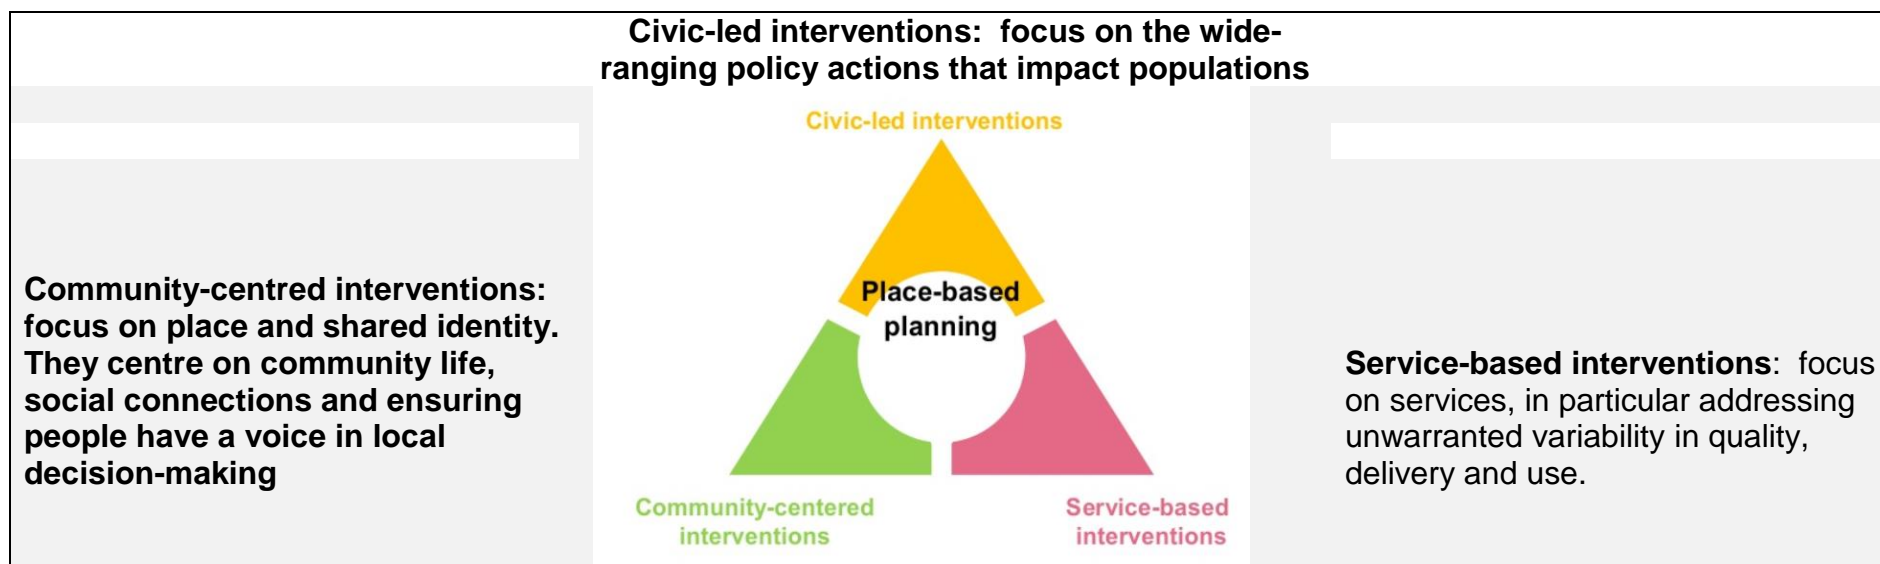 Civic-led interventions:  focus on the wide-
ranging policy actions that impact populations
Civic-led interventions
Place-based
planning
Community-centered
interventions
Service-based
interventions
Community-centred interventions:
focus on place and shared identity.
They centre on community life,
social connections and ensuring
people have a voice in local
decision-making
Service-based interventions:  focus
on services, in particular addressing
unwarranted variability in quality,
delivery and use.